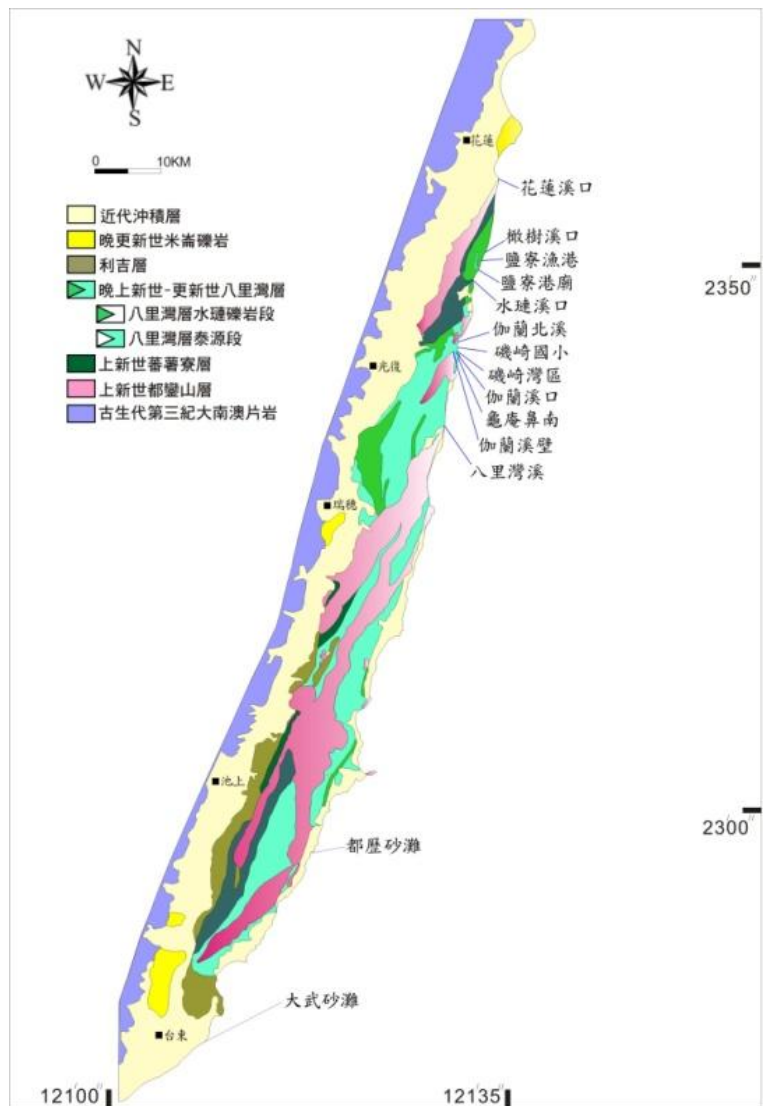 N
W E
S
0 10KM
近代沖積層
晚更新世米崙礫岩
利吉層
晚上新世-更新世八里灣層
八里灣層水璉礫岩段
八里灣層泰源段
上新世蕃薯寮層
上新世都鑾山層
古生代第三紀大南澳片岩
花蓮
花蓮溪口
橄樹溪口
鹽寮漁港
鹽寮港廟
水璉溪口
伽蘭北溪
磯崎國小
磯崎灣區
伽蘭溪口
龜庵鼻南
伽蘭溪壁
八里灣溪
光復
瑞穗
池上
都歷砂灘
大武砂灘
台東
2350''
2300''
12100''
12135''